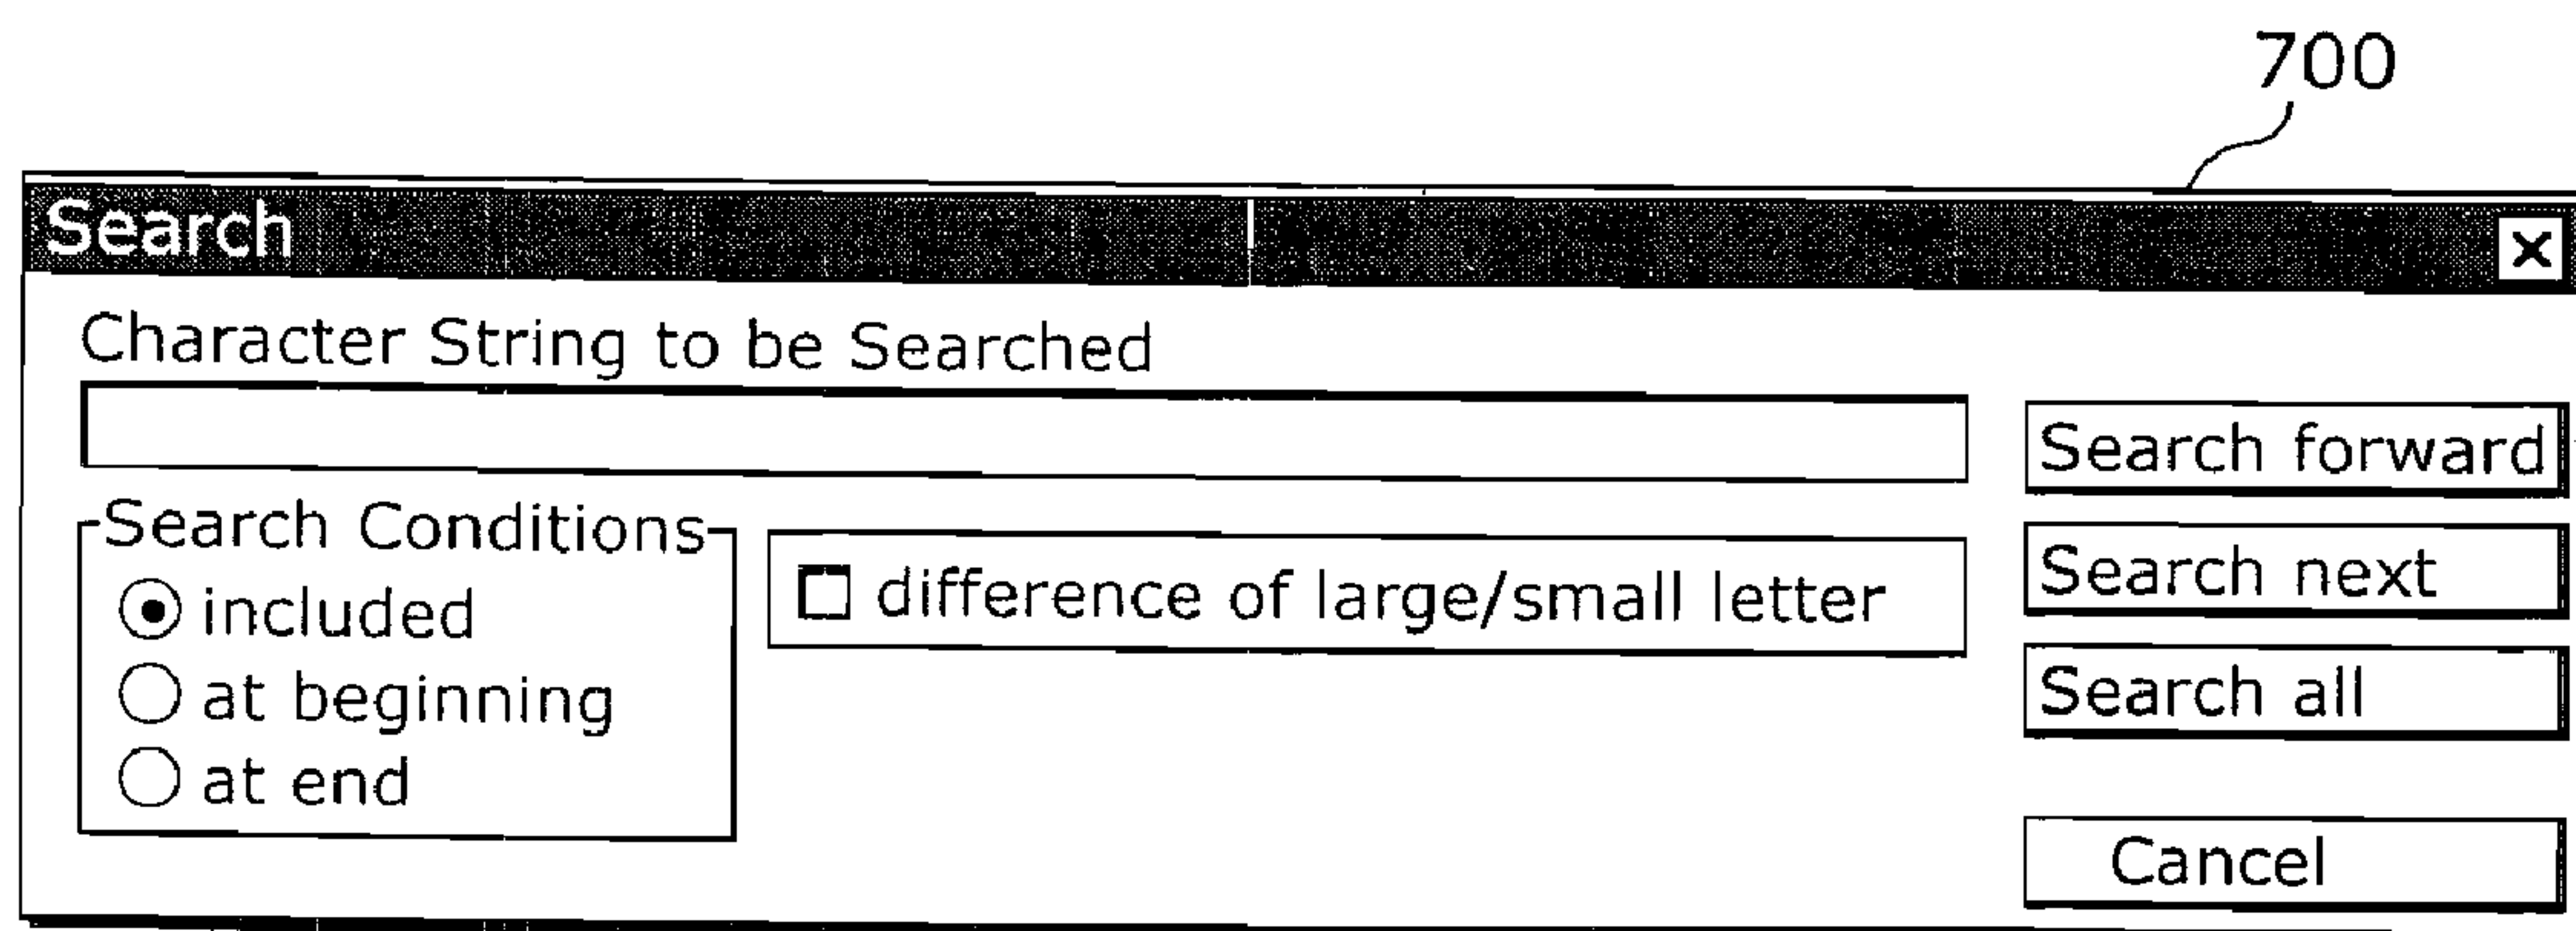 700
Search
Character String to be Searched
Search forward
Search Conditions
included
at beginning
at end
difference of large/small letter
Search next
Search all
Cancel